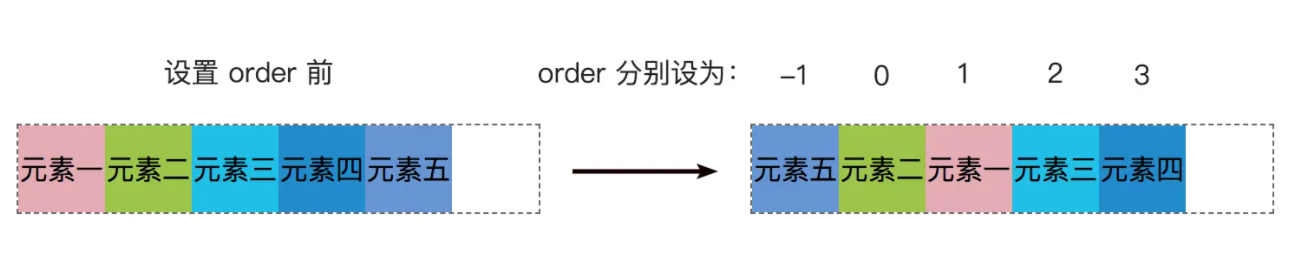 设置 order 前
order 分别设为： –1 0 1 2 3
元素一 元素二 元素三 元素四 元素五
元素五 元素二 元素一 元素三 元素四